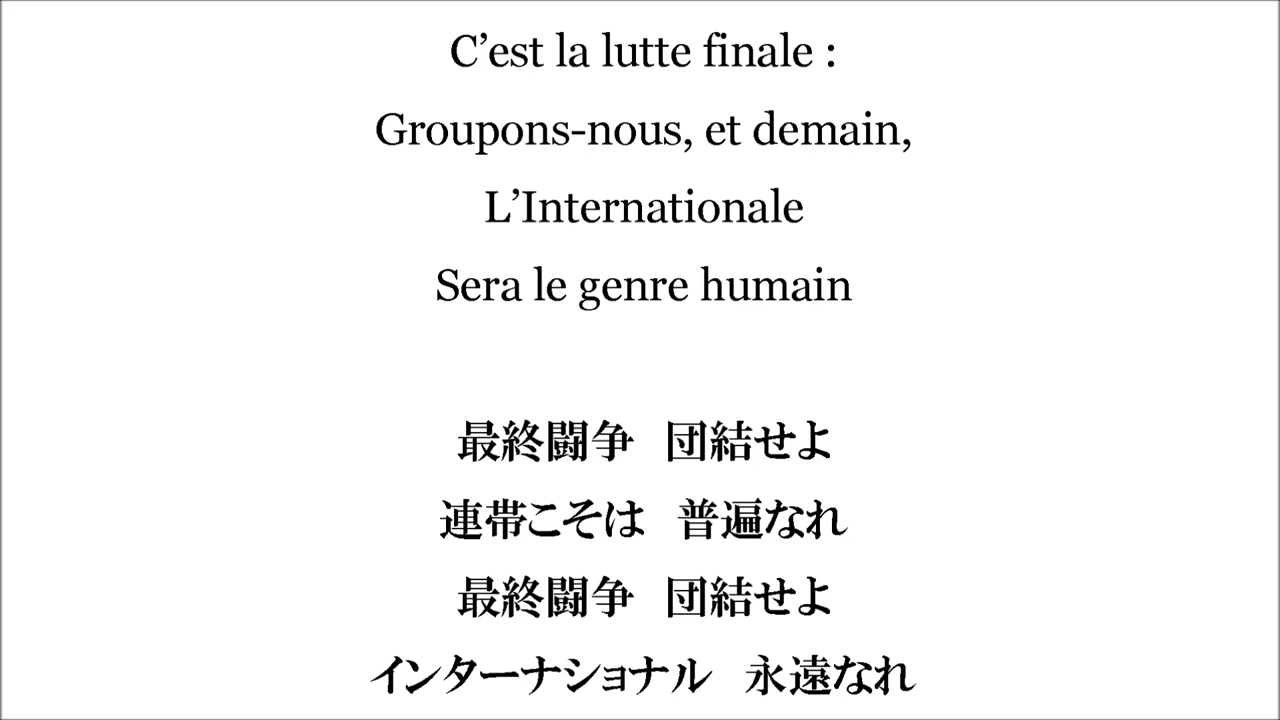 C’est la lutte finale :
Groupons-nous, et demain,
L’Internationale
Sera le genre humain
最終闘争　団結せよ
連帯こそは　普遍なれ
最終闘争　団結せよ
インターナショナル　永遠なれ